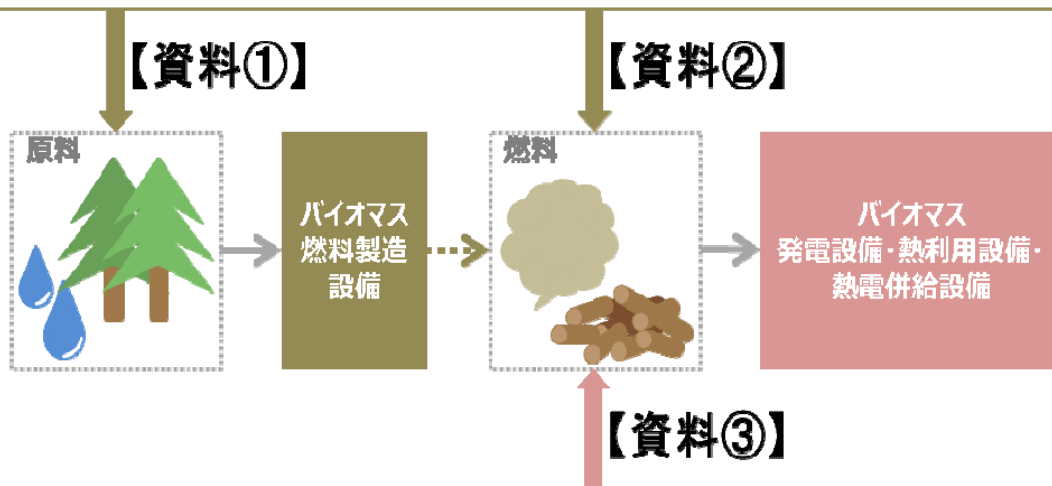 【資料①】
【資料②】
原料
バイオマス
燃料製造
設備
燃料
バイオマス
発電設備・熱利用設備・
熱電併給設備
【資料③】